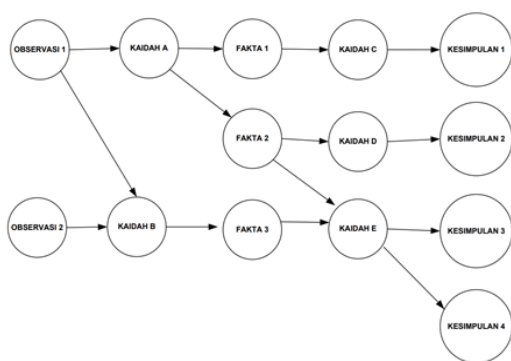 OBSERVASI 1
KAIDAH A
FAKTA 1
KAIDAH C
KESIMPULAN 1
FAKTA 2
KAIDAH D
KESIMPULAN 2
OBSERVASI 2
KAIDAH B
FAKTA 3
KAIDAH E
KESIMPULAN 3
KESIMPULAN 4